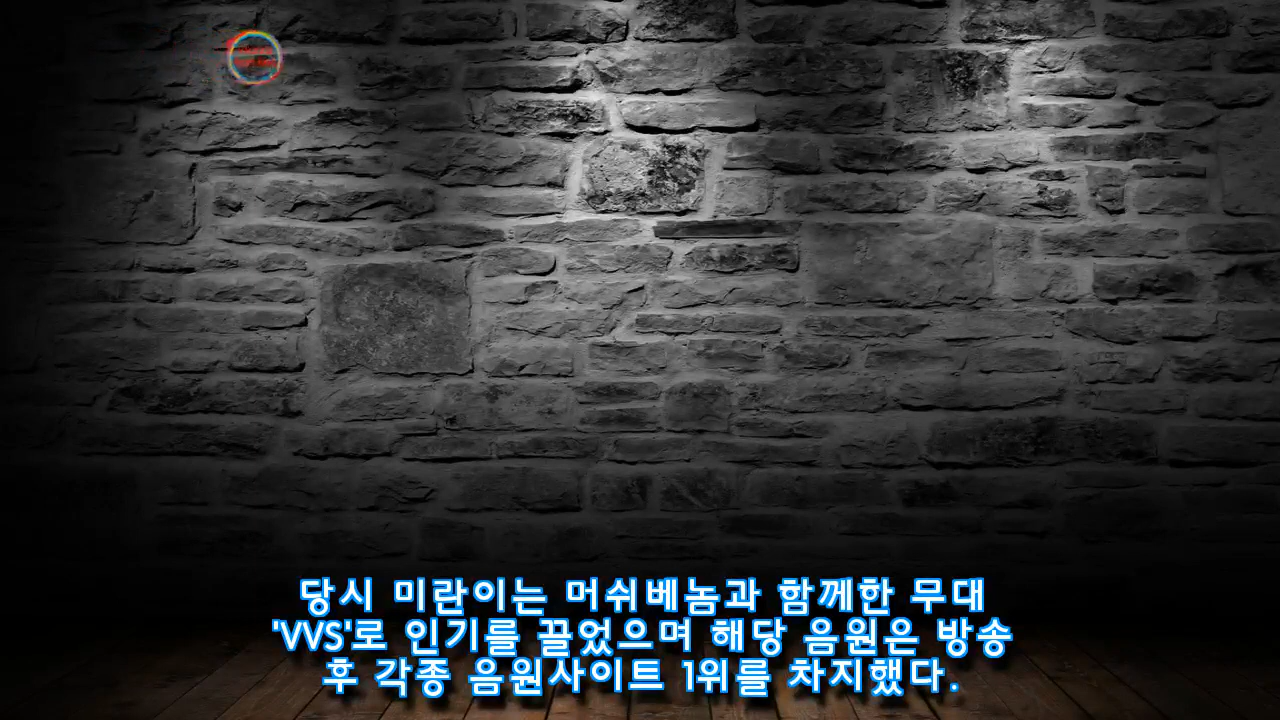 당시 미란이는 머쉬베놈과 함께한 무대
'VVS'로 인기를 끌었으며 해당 음원은 방송
후 각종 음원사이트 1위를 차지했다.